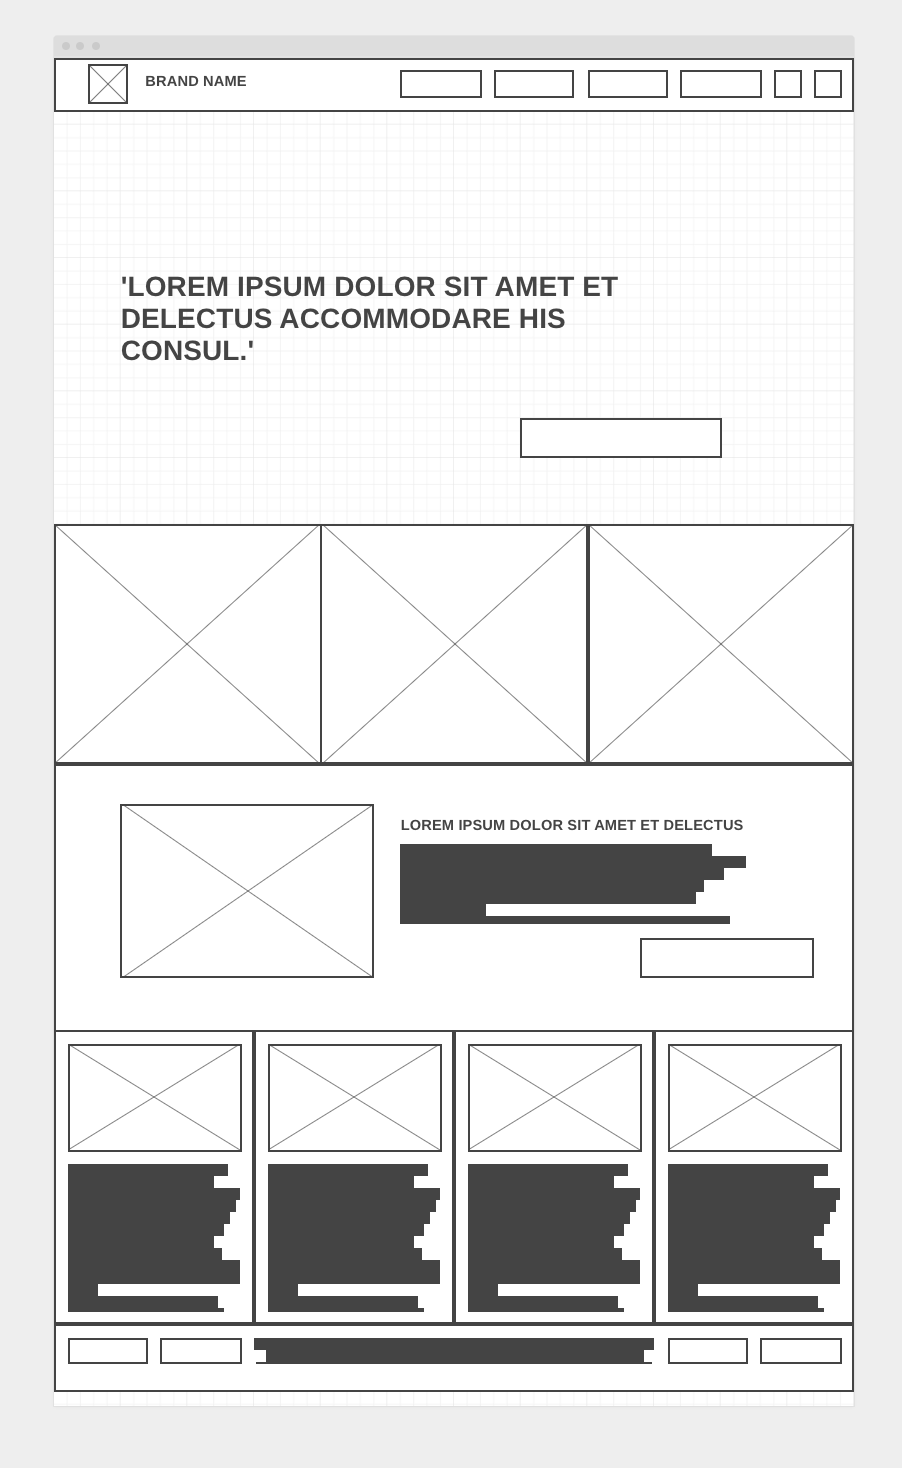 BRAND NAME
'LOREM IPSUM DOLOR SIT AMET ET
DELECTUS ACCOMMODARE HIS
CONSUL.'
LOREM IPSUM DOLOR SIT AMET ET DELECTUS